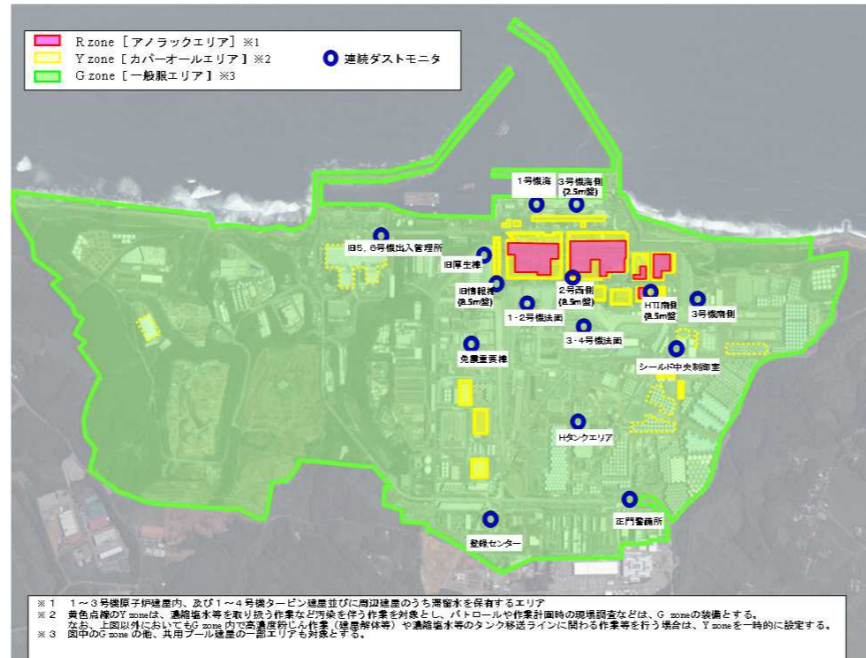 R zone [アノラックエリア] ※1
Y zone [カバーオールエリア] ※2
G zone [一般服エリア] ※3
連続ダストモニタ
1号機海
3号機海側
(2.5m盤)
旧5,6号機出入管理所
旧厚生棟
旧情報棟
(8.5m盤)
2号西側
(8.5m盤)
HTI南側
(8.5m盤)
1・2号機法面
3号機南側
3・4号機法面
免震重要棟
シールド中央制御室
Hタンクエリア
正門警備所
登録センター
※1 1~3号機原子炉建屋内、及び1~4号機タービン建屋並びに周辺建屋のうち滞留水を保有するエリア
※2 黄色点線のY zoneは、濃縮塩水等を取り扱う作業など汚染を伴う作業を対象とし、パトロールや作業計画時の現場調査などは、G zoneの装備とする。
なお、上図以外においてもG zone内で高濃度粉じん作業(建屋解体等)や濃縮塩水等のタンク移送ラインに関わる作業等を行う場合は、Y zoneを一時的に設定する。
※3 図中のG zoneの他、共用プール建屋の一部エリアも対象とする。